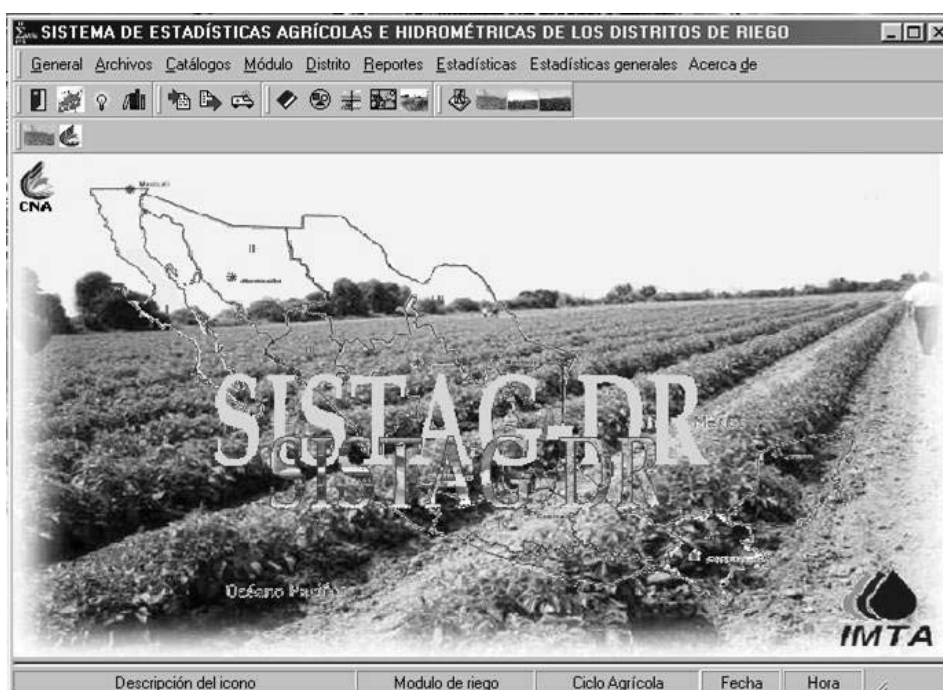 SISTEMA DE ESTADÍSTICAS AGRÍCOLAS E HIDROMÉTRICAS DE LOS DISTRITOS DE RIEGO
General Archivos Catálogos Módulo Distrito Reportes Estadísticas Estadísticas generales Acerca de
CNA
Mexicali
II
SISTAG-DR
SISTAG-DR
Océano
IMTA
Descripción del icono Modulo de riego Ciclo Agrícola Fecha Hora